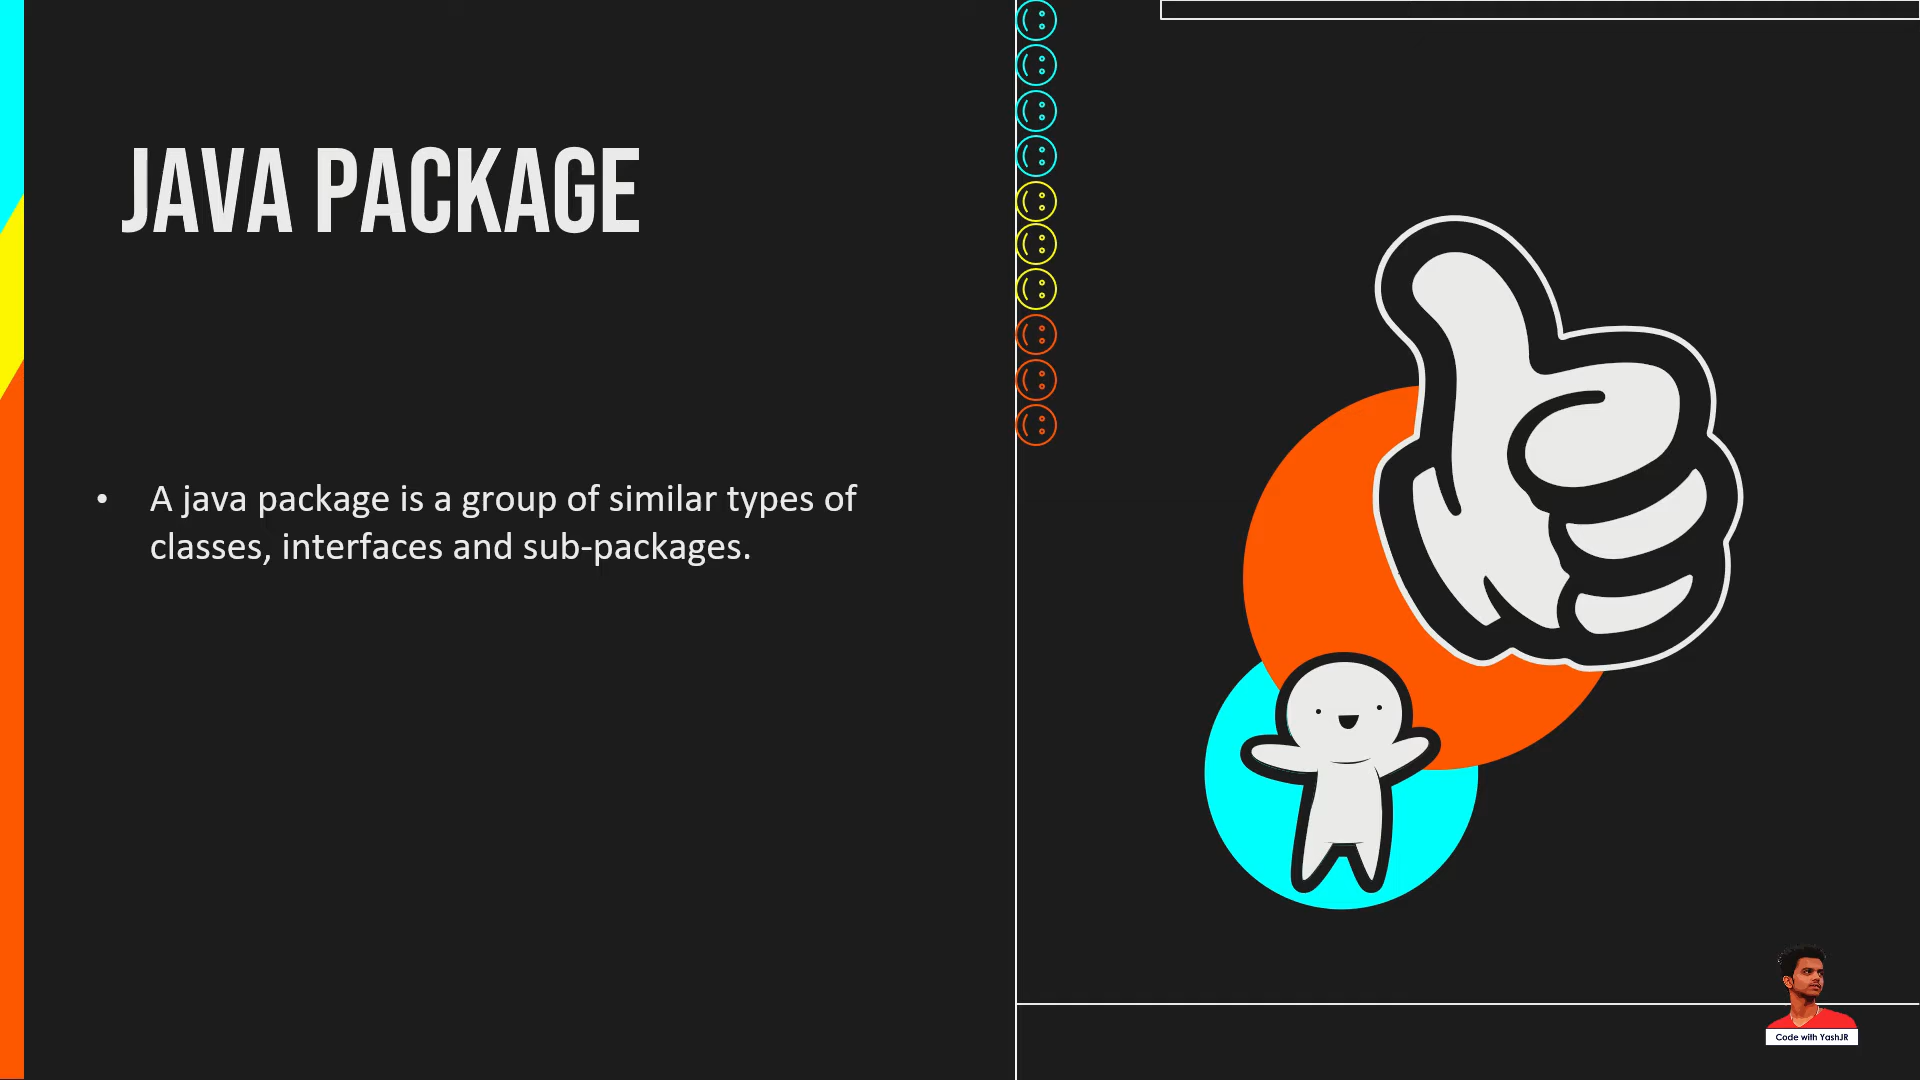 JAVA PACKAGE
• A java package is a group of similar types of
classes, interfaces and sub-packages.
Code with YashJR